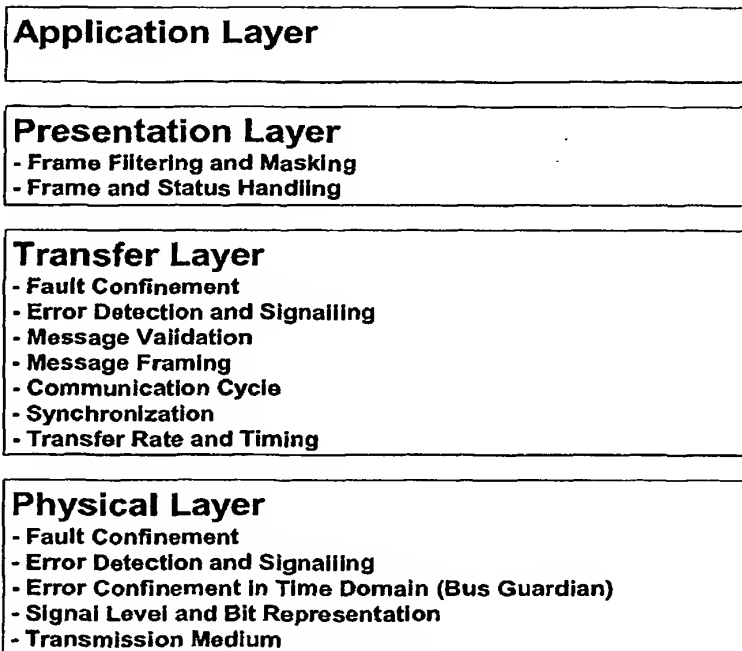 Application Layer
Presentation Layer
- Frame Filtering and Masking
- Frame and Status Handling
Transfer Layer
- Fault Confinement
- Error Detection and Signalling
- Message Validation
- Message Framing
- Communication Cycle
- Synchronization
- Transfer Rate and Timing
Physical Layer
- Fault Confinement
- Error Detection and Signalling
- Error Confinement in Time Domain (Bus Guardian)
- Signal Level and Bit Representation
- Transmission Medium